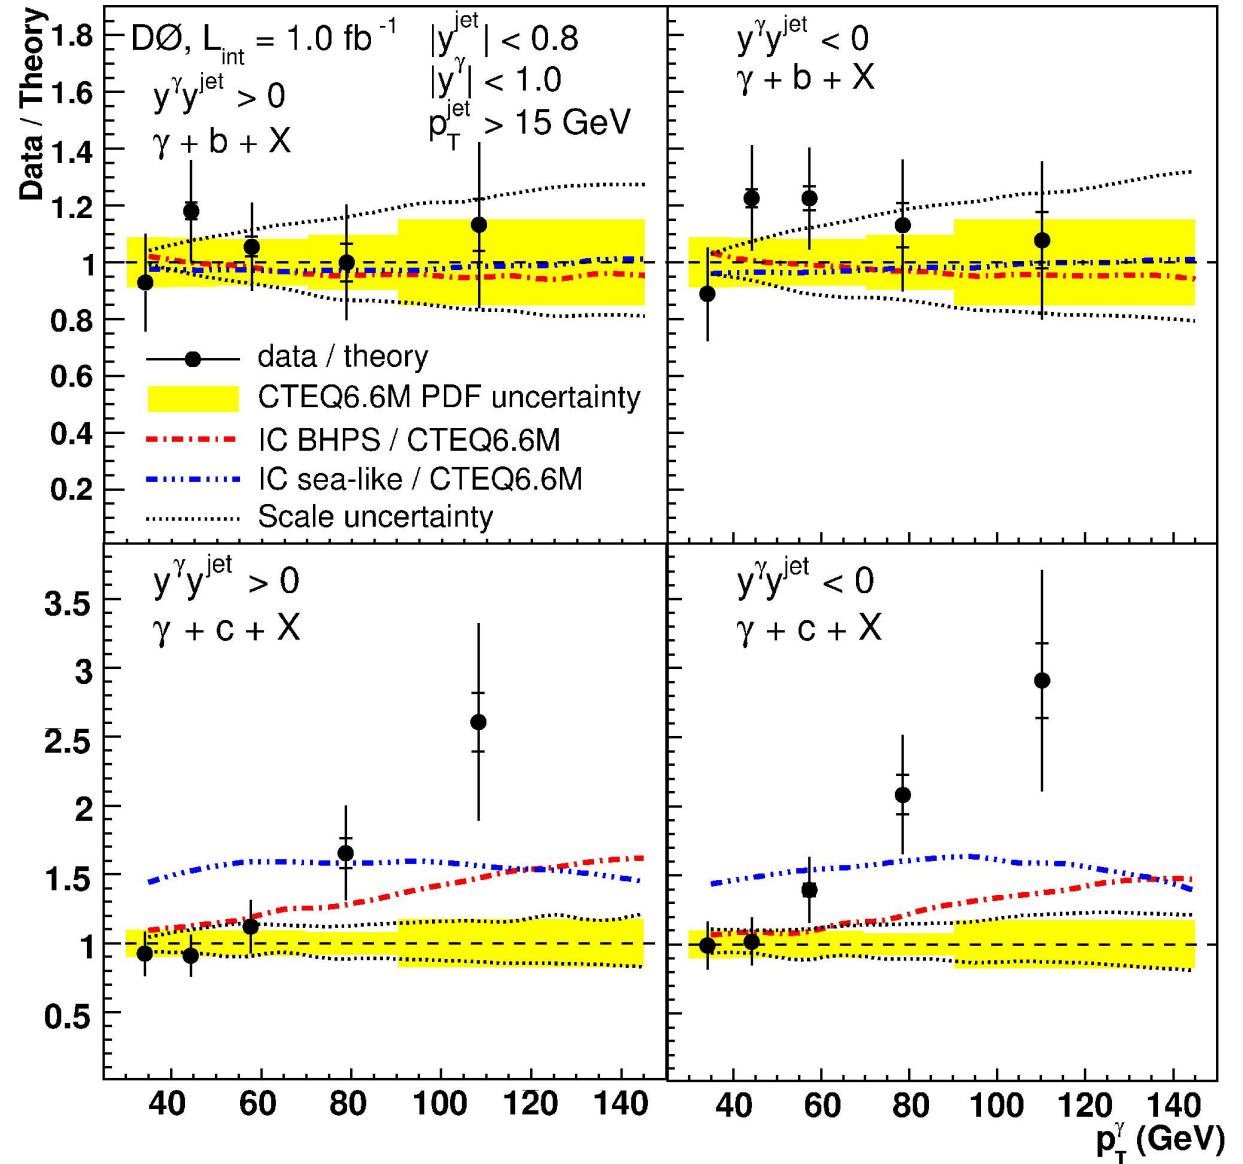 Data / Theory
1.8
1.6
1.4
1.2
1
0.8
0.6
0.4
0.2
DØ, L_int = 1.0 fb^-1
y^γ y^jet > 0
γ + b + X
|y^jet| < 0.8
|y^γ| < 1.0
p_T^jet > 15 GeV
data / theory
CTEQ6.6M PDF uncertainty
IC BHPS / CTEQ6.6M
IC sea-like / CTEQ6.6M
Scale uncertainty
y^γ y^jet < 0
γ + b + X
3.5
3
2.5
2
1.5
1
0.5
y^γ y^jet > 0
γ + c + X
y^γ y^jet < 0
γ + c + X
40 60 80 100 120 140
40 60 80 100 120 140
p_T^γ (GeV)